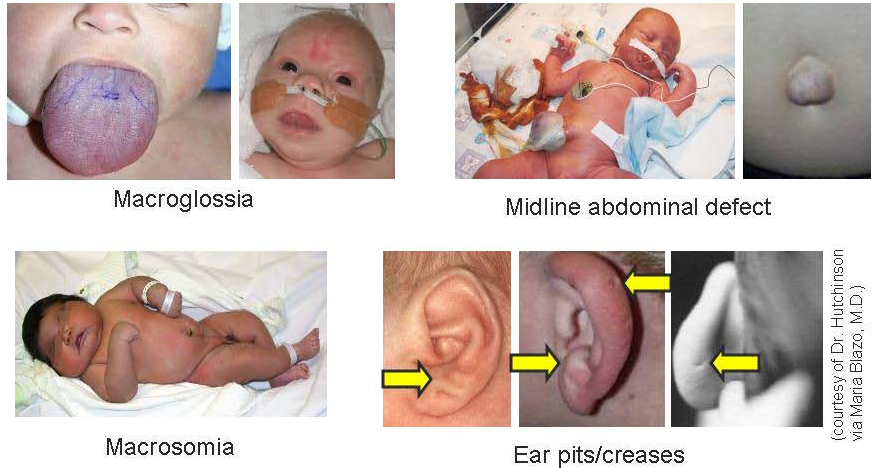 Macroglossia
Midline abdominal defect
Macrosomia
Ear pits/creases
(courtesy of Dr. Hutchinson
via Maria Blazo, M.D.)